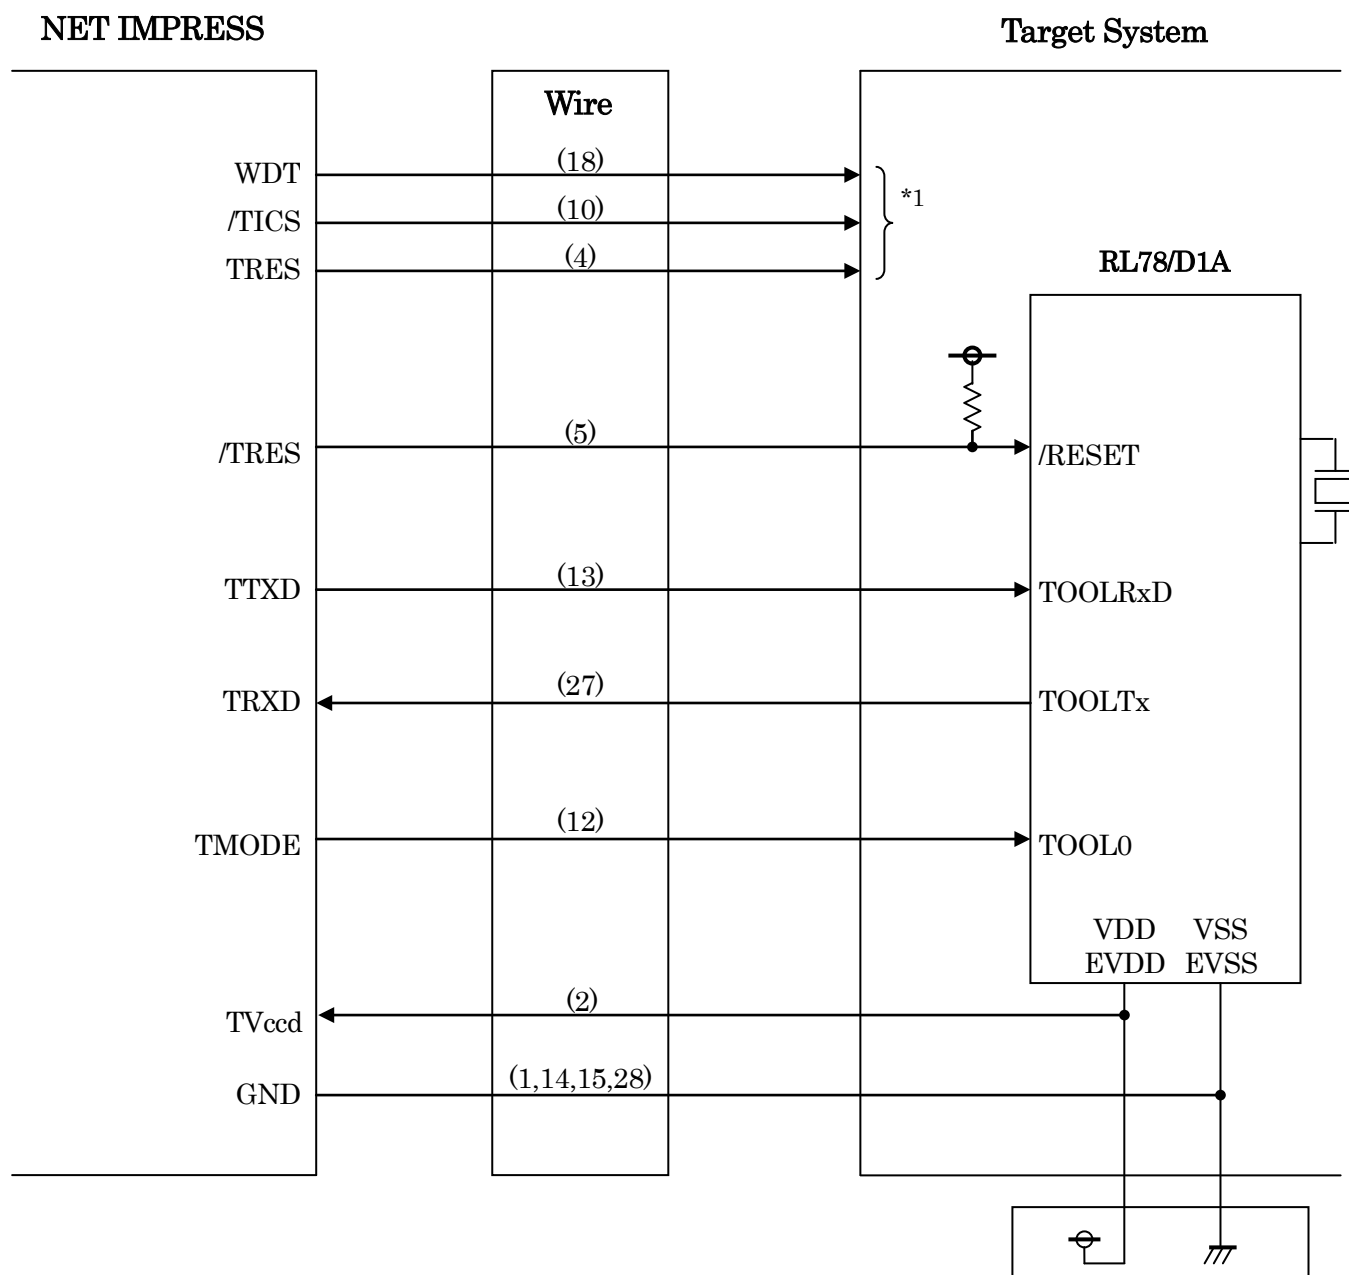 NET IMPRESS
Target System
Wire
WDT
(18)
*1
/TICS
(10)
TRES
(4)
RL78/D1A
/TRES
(5)
/RESET
TTXD
(13)
TOOLRxD
TRXD
(27)
TOOLTx
TMODE
(12)
TOOL0
VDD VSS
EVDD EVSS
TVccd
(2)
GND
(1,14,15,28)